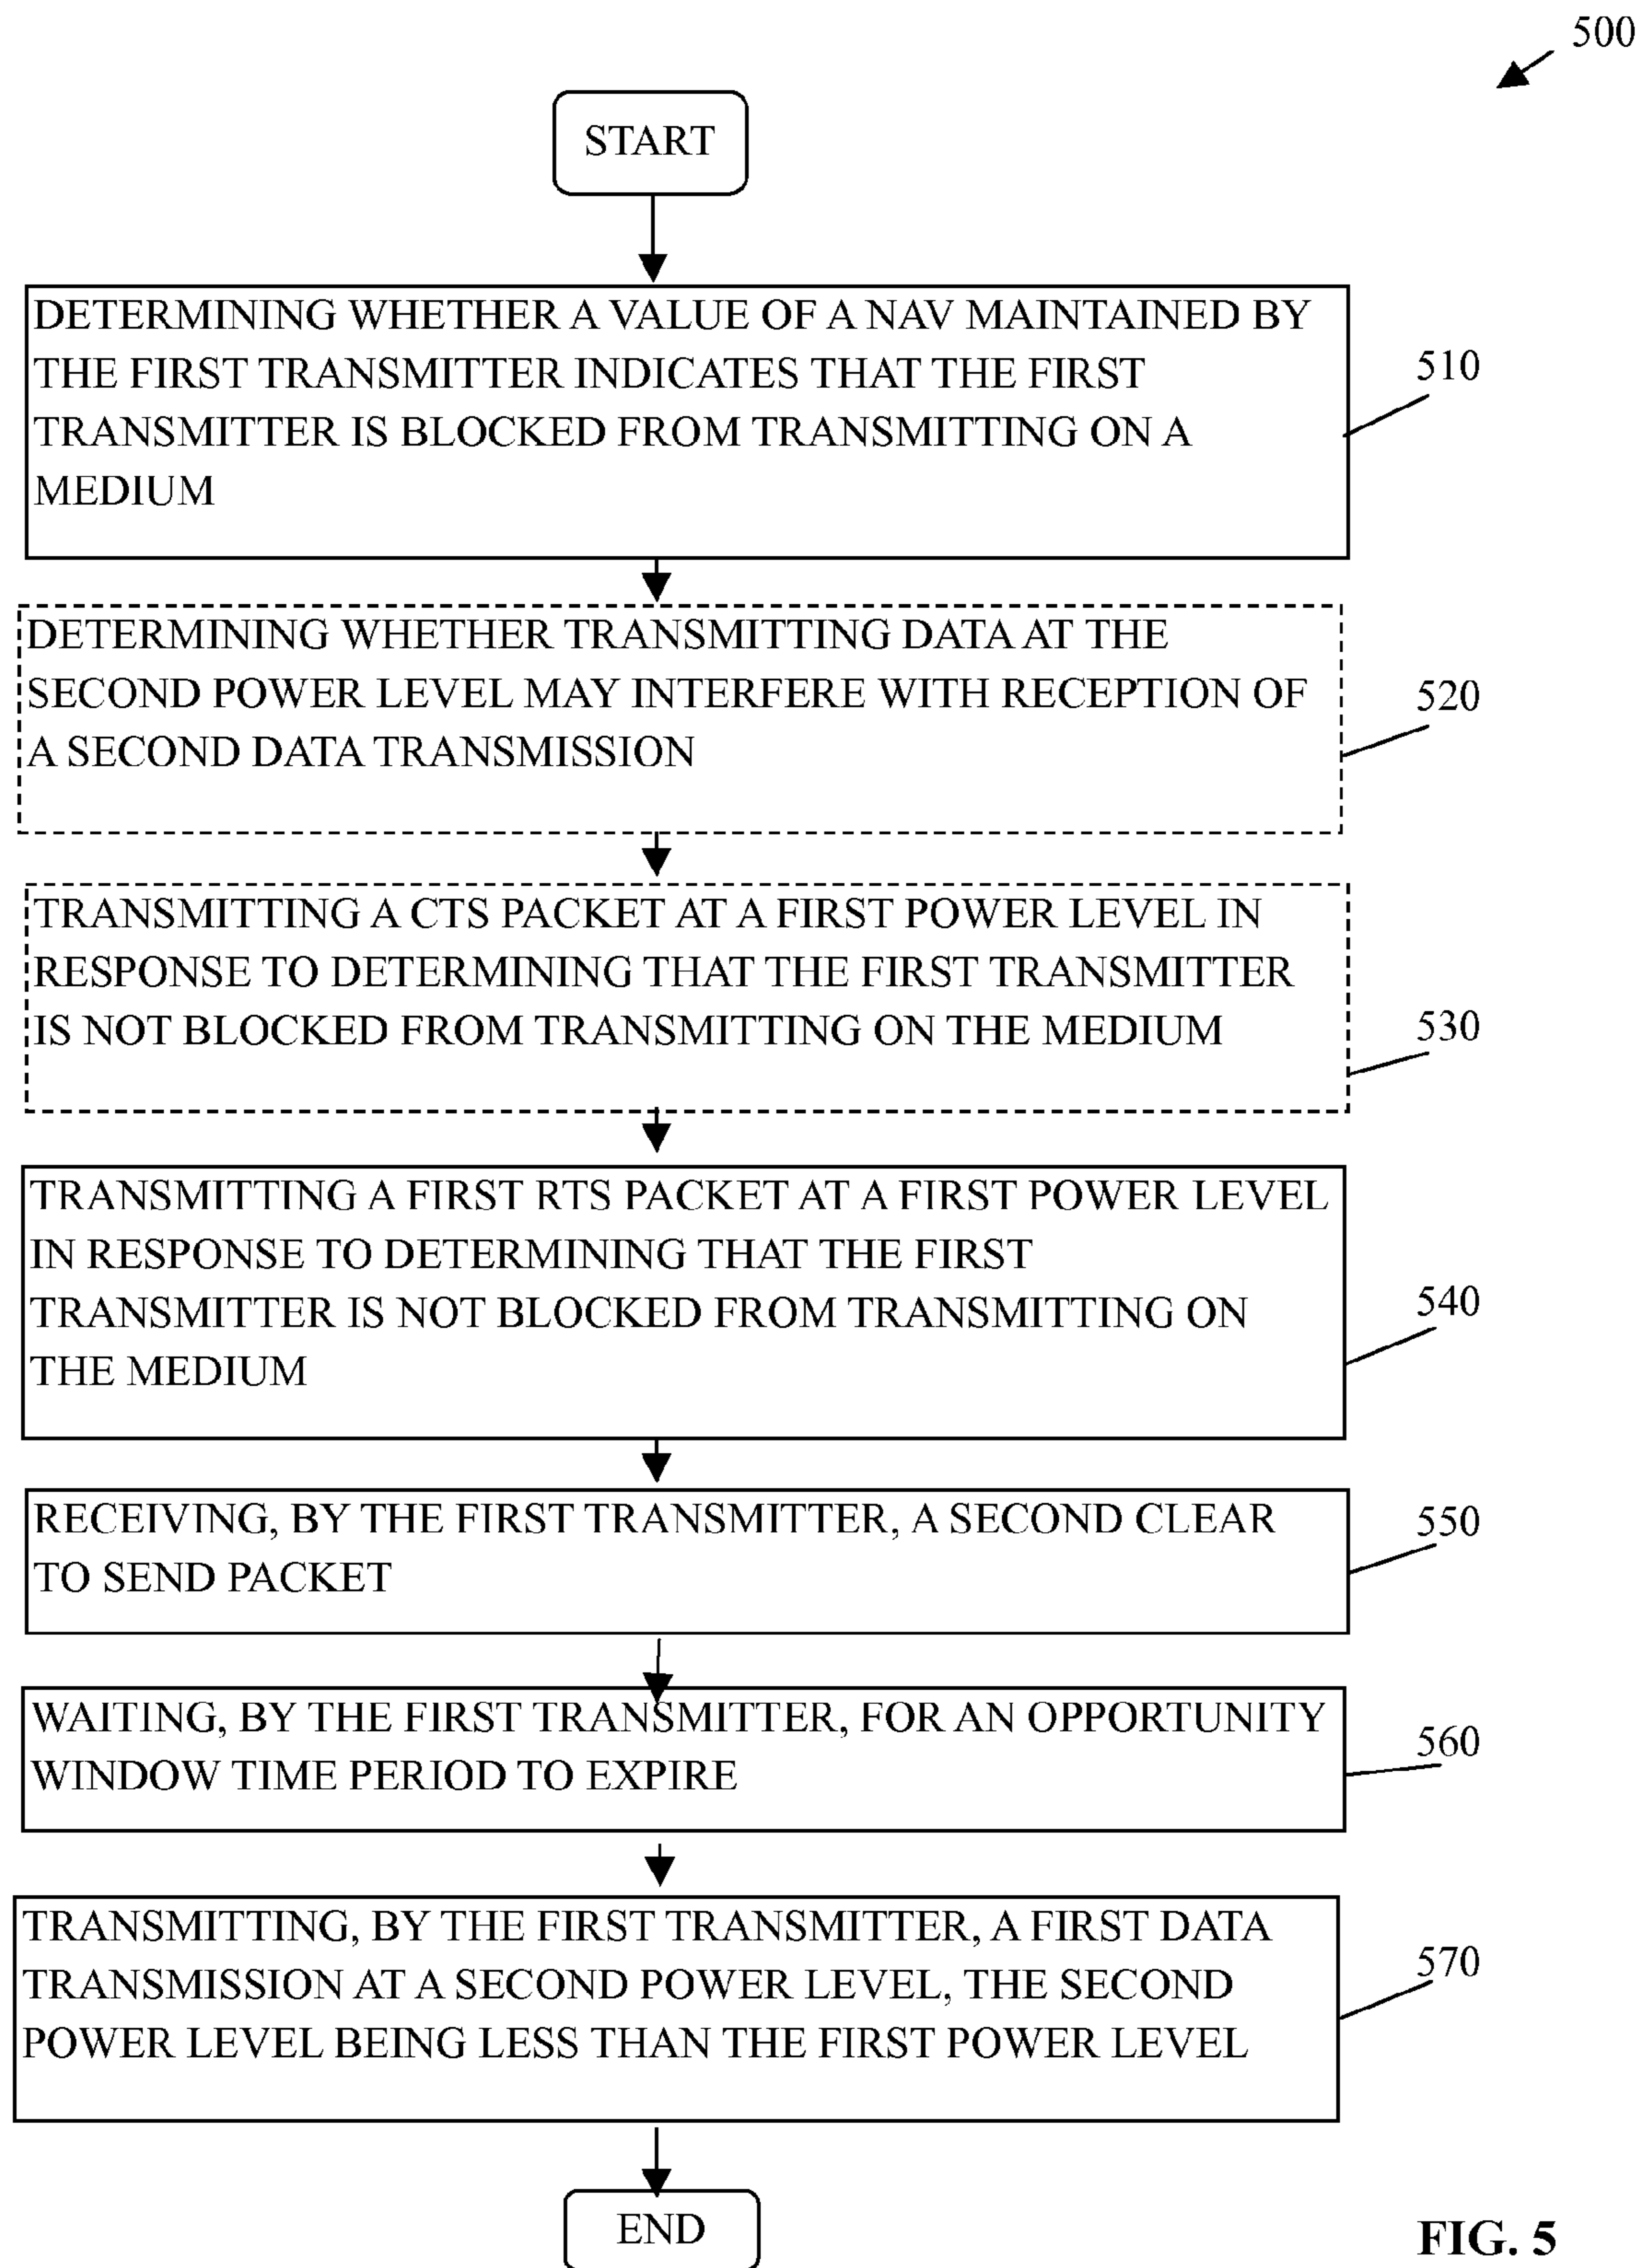 500
START
DETERMINING WHETHER A VALUE OF A NAV MAINTAINED BY
THE FIRST TRANSMITTER INDICATES THAT THE FIRST
TRANSMITTER IS BLOCKED FROM TRANSMITTING ON A
MEDIUM
510
DETERMINING WHETHER TRANSMITTING DATA AT THE
SECOND POWER LEVEL MAY INTERFERE WITH RECEPTION OF
A SECOND DATA TRANSMISSION
520
TRANSMITTING A CTS PACKET AT A FIRST POWER LEVEL IN
RESPONSE TO DETERMINING THAT THE FIRST TRANSMITTER
IS NOT BLOCKED FROM TRANSMITTING ON THE MEDIUM
530
TRANSMITTING A FIRST RTS PACKET AT A FIRST POWER LEVEL
IN RESPONSE TO DETERMINING THAT THE FIRST
TRANSMITTER IS NOT BLOCKED FROM TRANSMITTING ON
THE MEDIUM
540
RECEIVING, BY THE FIRST TRANSMITTER, A SECOND CLEAR
TO SEND PACKET
550
WAITING, BY THE FIRST TRANSMITTER, FOR AN OPPORTUNITY
WINDOW TIME PERIOD TO EXPIRE
560
TRANSMITTING, BY THE FIRST TRANSMITTER, A FIRST DATA
TRANSMISSION AT A SECOND POWER LEVEL, THE SECOND
POWER LEVEL BEING LESS THAN THE FIRST POWER LEVEL
570
END
FIG. 5